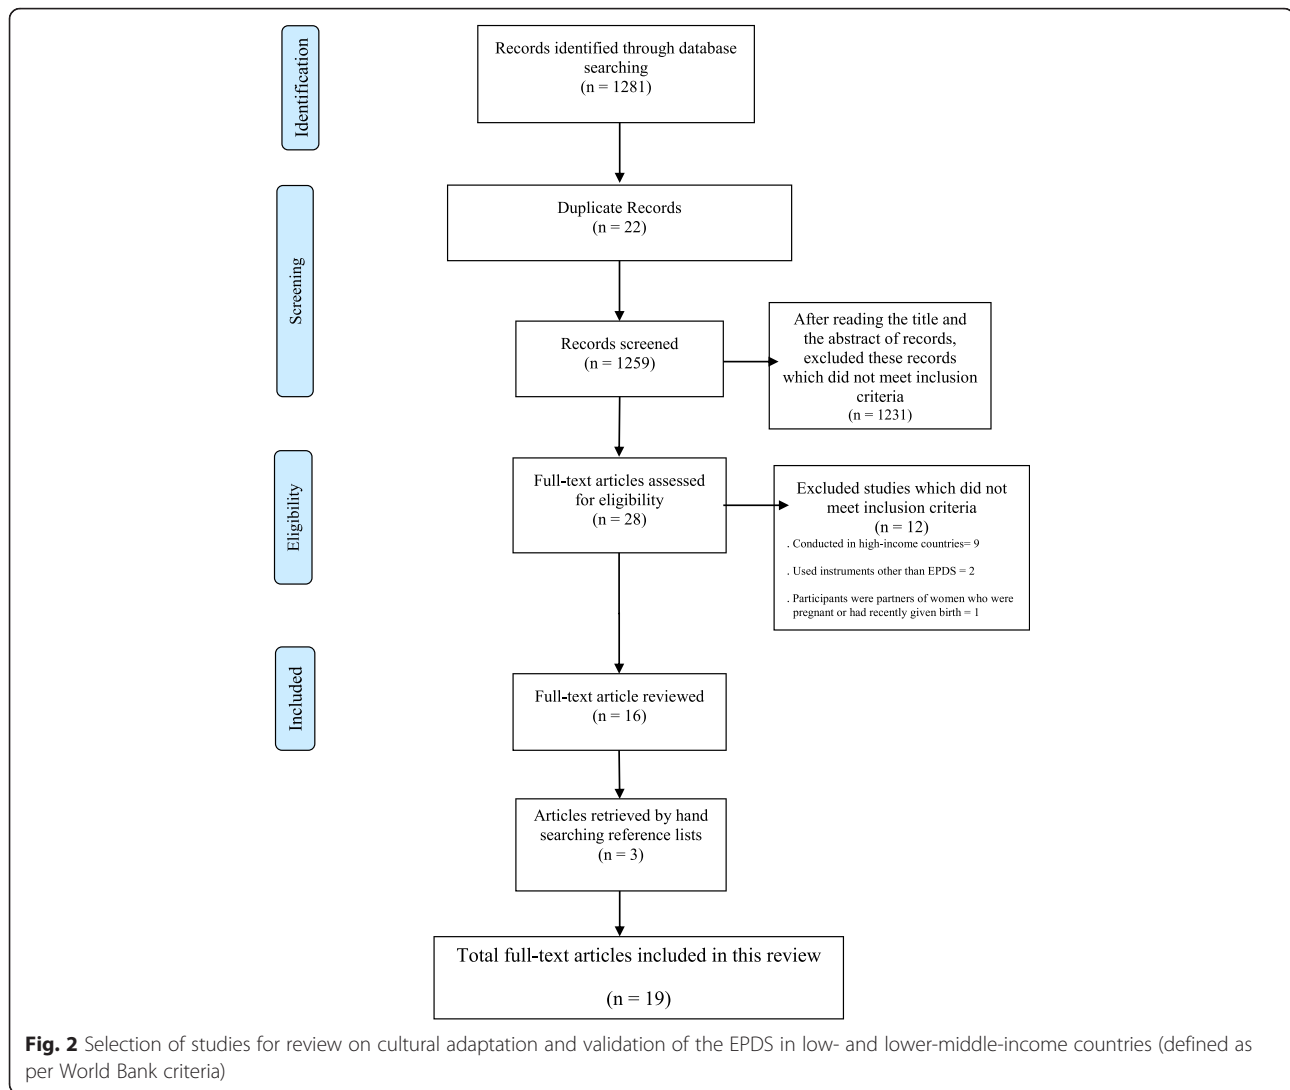 Identification
Records identified through database
searching
(n = 1281)
Screening
Duplicate Records
(n = 22)
Records screened
(n = 1259)
After reading the title and
the abstract of records,
excluded these records
which did not meet inclusion
criteria
(n = 1231)
Eligibility
Full-text articles assessed
for eligibility
(n = 28)
Excluded studies which did not
meet inclusion criteria
(n = 12)
. Conducted in high-income countries= 9
. Used instruments other than EPDS = 2
. Participants were partners of women who were
pregnant or had recently given birth = 1
Included
Full-text article reviewed
(n = 16)
Articles retrieved by hand
searching reference lists
(n = 3)
Total full-text articles included in this review
(n = 19)
Fig. 2 Selection of studies for review on cultural adaptation and validation of the EPDS in low- and lower-middle-income countries (defined as
per World Bank criteria)